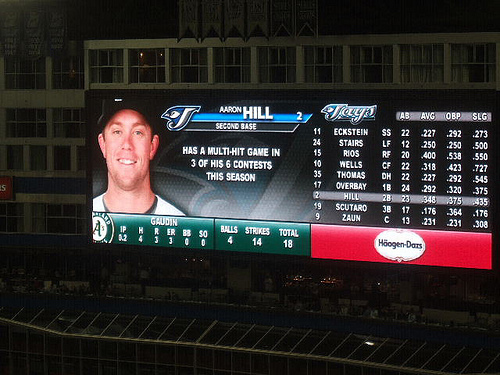 AARON HILL 2
SECOND BASE
HAS A MULTI-HIT GAME IN
3 OF HIS 6 CONTESTS
THIS SEASON
Jays
AB AVG OBP SLG
11 ECKSTEIN SS 22 .227 .292 .273
24 STAIRS LF 12 .250 .250 .500
15 RIOS RF 20 .400 .538 .550
10 WELLS CF 22 .318 .423 .727
35 THOMAS DH 22 .227 .292 .545
17 OVERBAY 1B 24 .292 .320 .375
2 HILL 2B 23 .348 .375 .435
19 SCUTARO 3B 17 .176 .364 .176
9 ZAUN C 13 .231 .231 .308
A's
GAUDIN
IP H R ER BB SO
0.2 4 3 3 0 0
BALLS STRIKES TOTAL
4 14 18
Häagen-Dazs